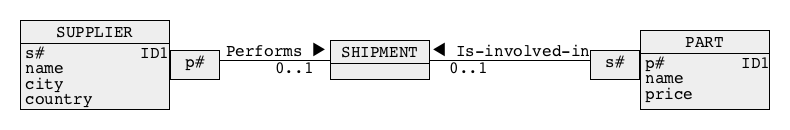 SUPPLIER
s# ID1
name
city
country
p#
Performs ▶
0..1
SHIPMENT
◀ Is-involved-in
0..1
s#
PART
p# ID1
name
price